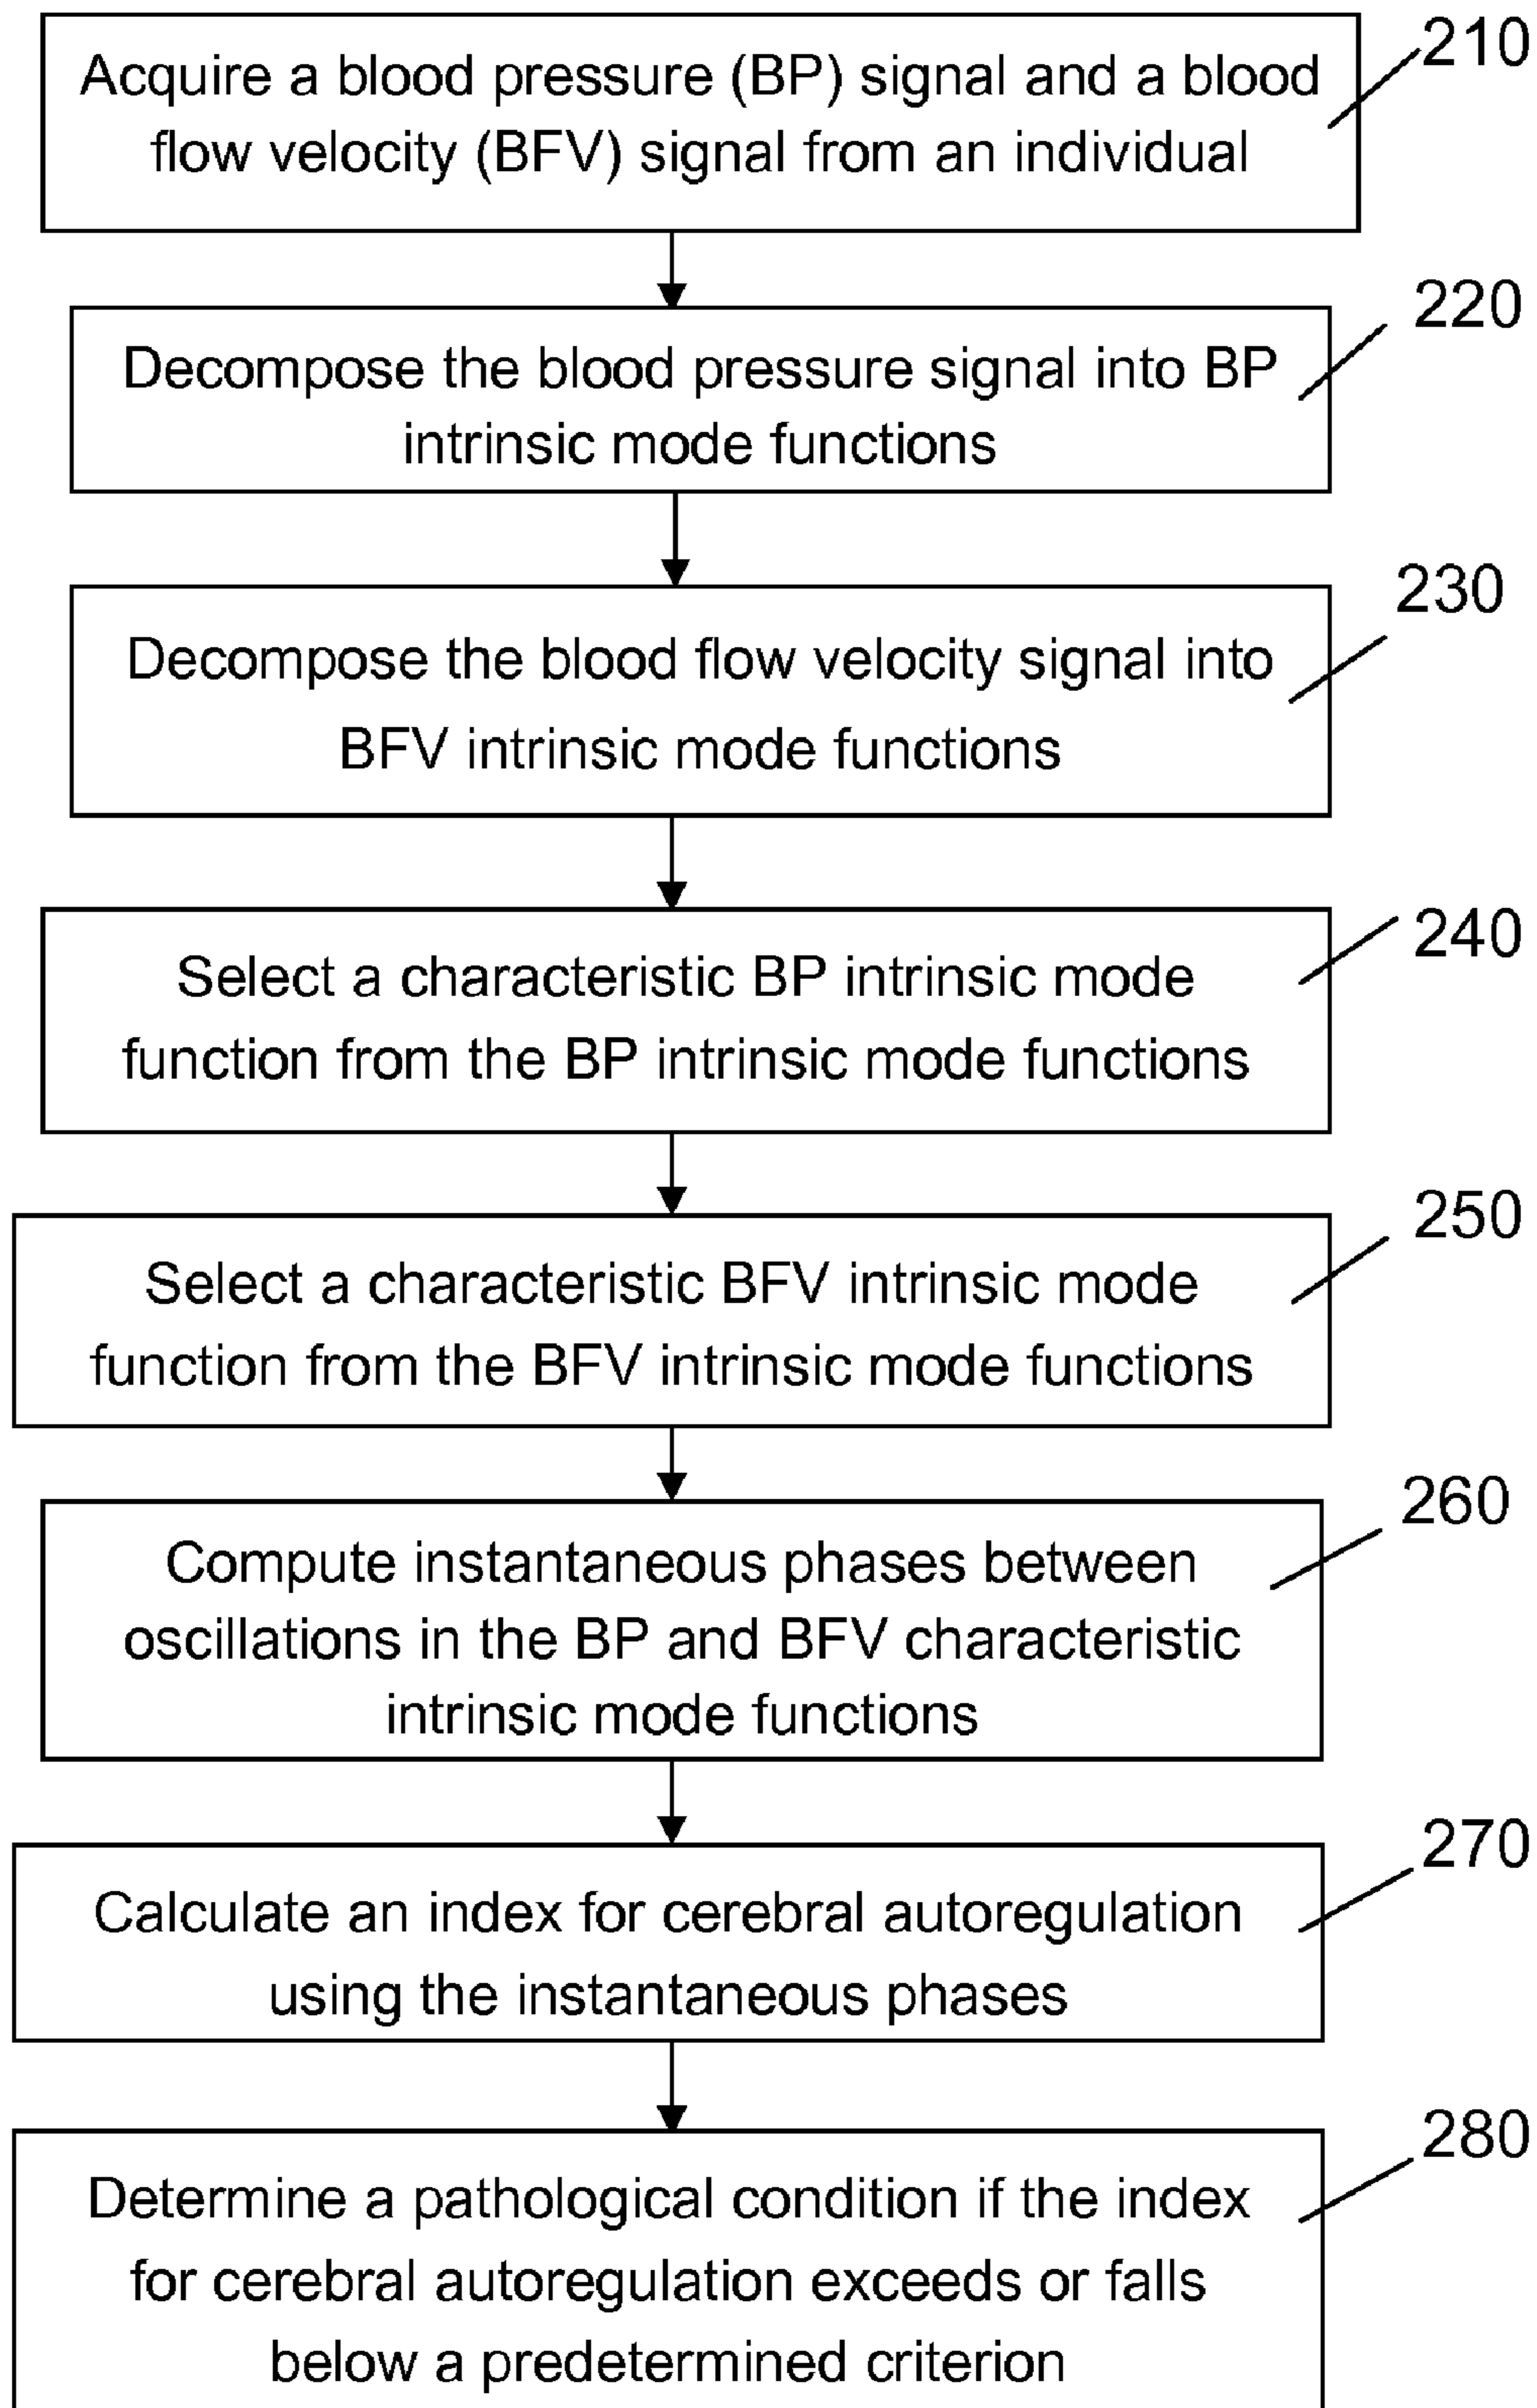 210
Acquire a blood pressure (BP) signal and a blood
flow velocity (BFV) signal from an individual
220
Decompose the blood pressure signal into BP
intrinsic mode functions
230
Decompose the blood flow velocity signal into
BFV intrinsic mode functions
240
Select a characteristic BP intrinsic mode
function from the BP intrinsic mode functions
250
Select a characteristic BFV intrinsic mode
function from the BFV intrinsic mode functions
260
Compute instantaneous phases between
oscillations in the BP and BFV characteristic
intrinsic mode functions
270
Calculate an index for cerebral autoregulation
using the instantaneous phases
280
Determine a pathological condition if the index
for cerebral autoregulation exceeds or falls
below a predetermined criterion